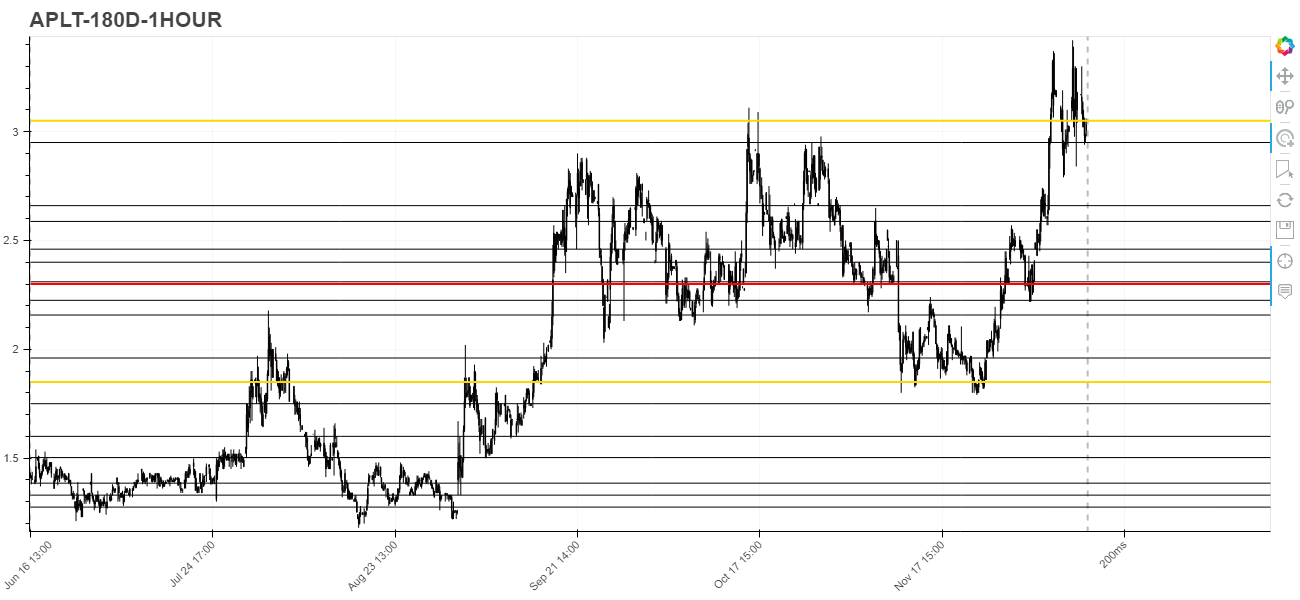 APLT-180D-1HOUR
3
2.5
2
1.5
Jun 16 13:00
Jul 24 17:00
Aug 23 13:00
Sep 21 14:00
Oct 17 15:00
Nov 17 15:00
200ms